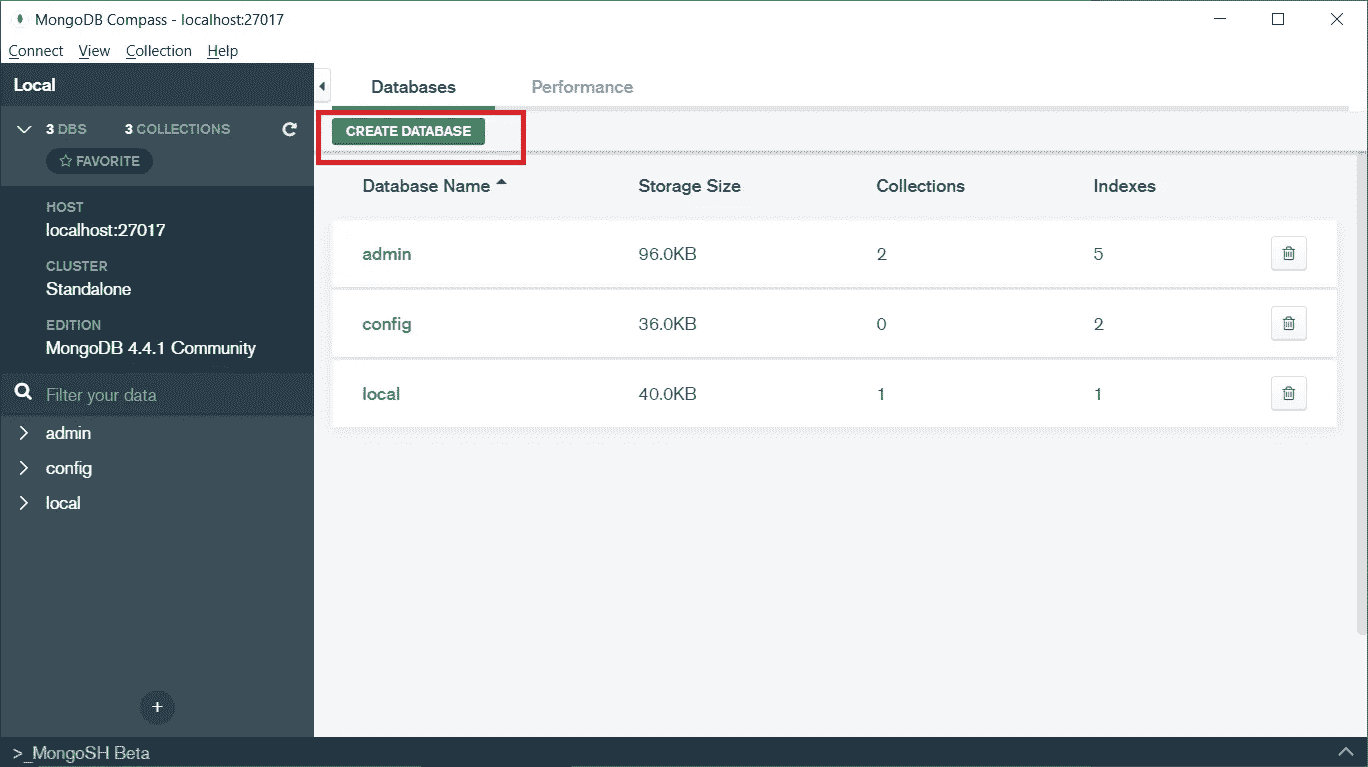 MongoDB Compass - localhost:27017
Connect View Collection Help
Local
3 DBS 3 COLLECTIONS
FAVORITE
HOST
localhost:27017
CLUSTER
Standalone
EDITION
MongoDB 4.4.1 Community
Filter your data
admin
config
local
>_MongoSH Beta
Databases Performance
CREATE DATABASE
Database Name Storage Size Collections Indexes
admin 96.0KB 2 5
config 36.0KB 0 2
local 40.0KB 1 1